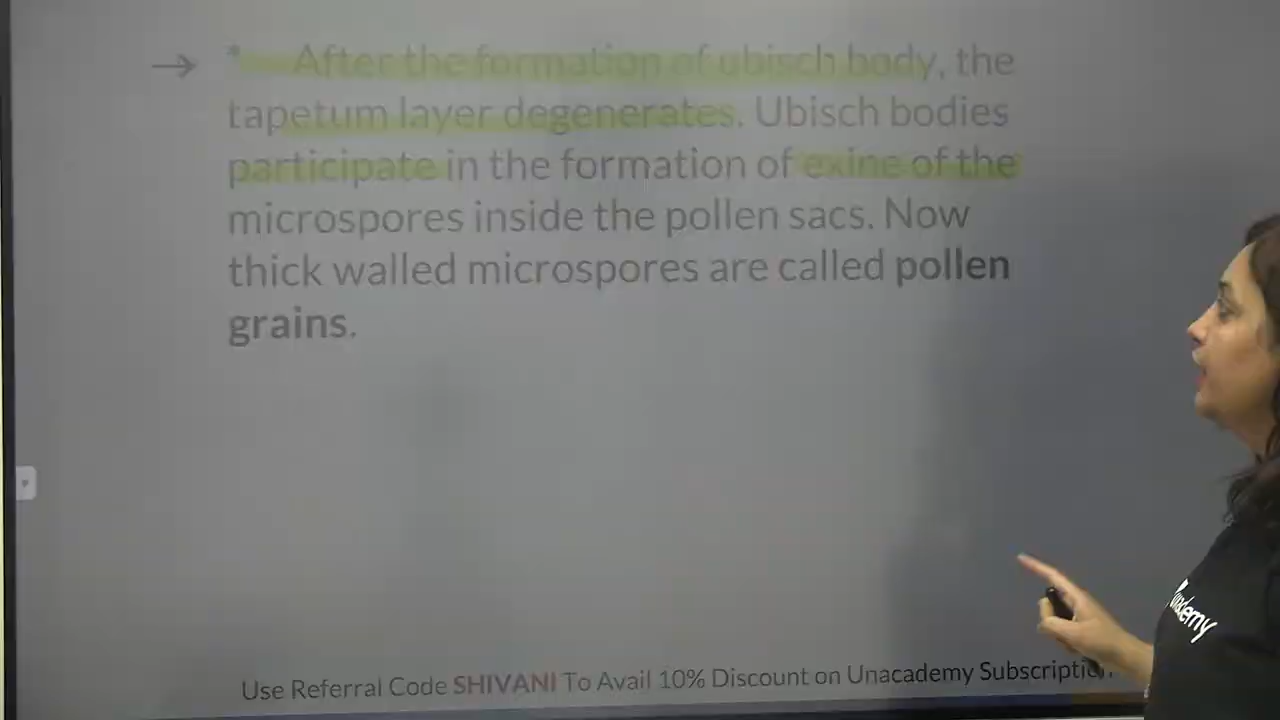 → * After the formation of ubisch body, the
tapetum layer degenerates. Ubisch bodies
participate in the formation of exine of the
microspores inside the pollen sacs. Now
thick walled microspores are called pollen
grains.
unacademy
Use Referral Code SHIVANI To Avail 10% Discount on Unacademy Subscription.